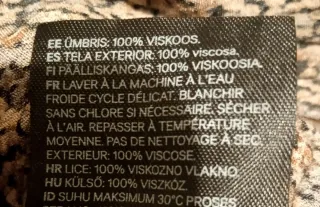 EE ÜMBRIS: 100% VISKOOS.
ES TELA EXTERIOR: 100% viscosa.
FI PÄÄLLISKANGAS: 100% VISKOOSIA.
FR LAVER À LA MACHINE À L'EAU
FROIDE CYCLE DÉLICAT. BLANCHIR
SANS CHLORE SI NÉCESSAIRE. SÉCHER
À L'AIR. REPASSER À TEMPÉRATURE
MOYENNE. PAS DE NETTOYAGE À SEC.
EXTERIEUR: 100% VISCOSE.
HR LICE: 100% VISKOZNO VLAKNO.
HU KÜLSŐ: 100% VISZKÓZ.
ID SUHU MAKSIMUM 30°C PROSES